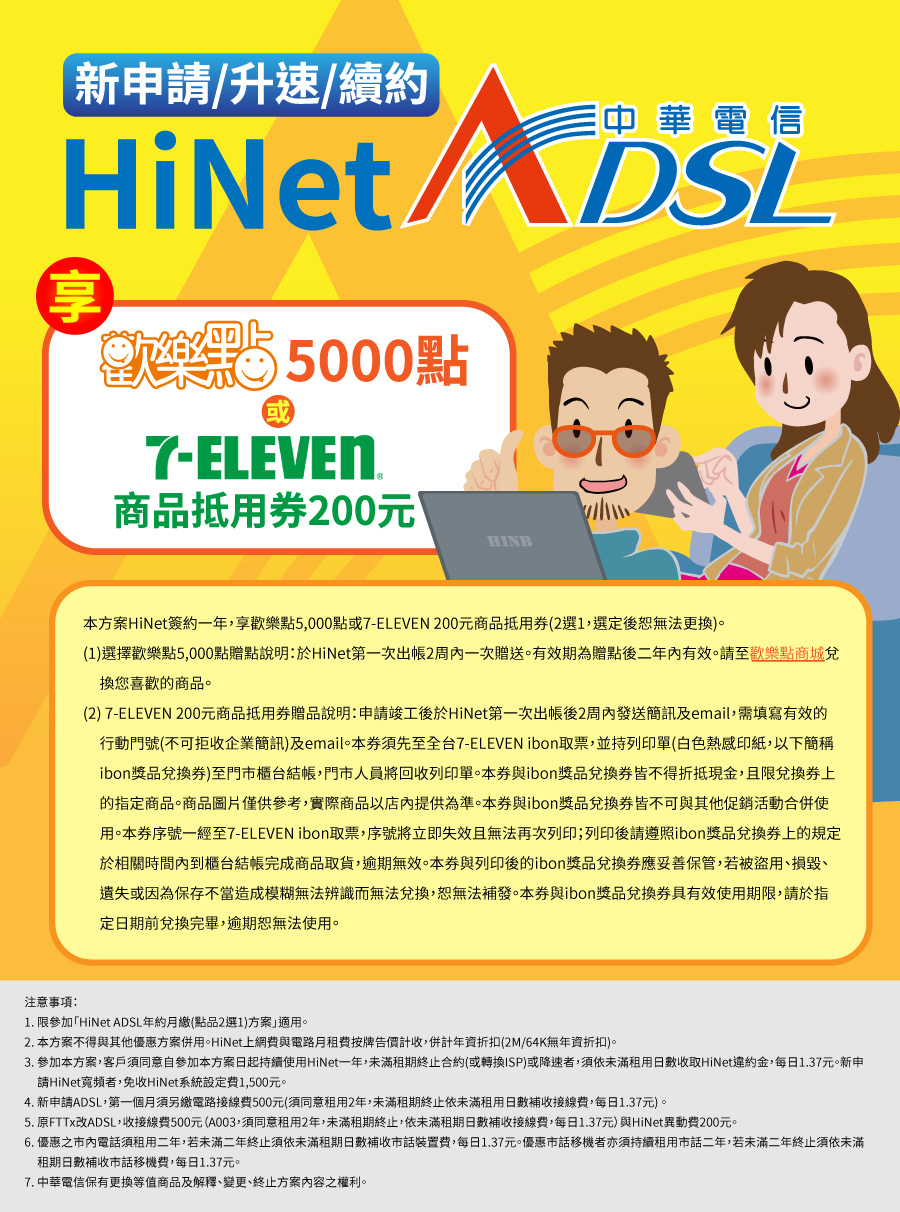 新申請/升速/續約
中華電信
HiNet ADSL
享
歡樂點 5000點
或
7-ELEVEn®
商品抵用券200元
HINB
本方案HiNet簽約一年，享歡樂點5,000點或7-ELEVEN 200元商品抵用券(2選1，選定後恕無法更換)。
(1)選擇歡樂點5,000點贈點說明：於HiNet第一次出帳2周內一次贈送。有效期為贈點後二年內有效。請至歡樂點商城兌
換您喜歡的商品。
(2) 7-ELEVEN 200元商品抵用券贈品說明：申請竣工後於HiNet第一次出帳後2周內發送簡訊及email，需填寫有效的
行動門號(不可拒收企業簡訊)及email。本券須先至全台7-ELEVEN ibon取票，並持列印單(白色熱感印紙，以下簡稱
ibon獎品兌換券)至門市櫃台結帳，門市人員將回收列印單。本券與ibon獎品兌換券皆不得折抵現金，且限兌換券上
的指定商品。商品圖片僅供參考，實際商品以店內提供為準。本券與ibon獎品兌換券皆不可與其他促銷活動合併使
用。本券序號一經至7-ELEVEN ibon取票，序號將立即失效且無法再次列印；列印後請遵照ibon獎品兌換券上的規定
於相關時間內到櫃台結帳完成商品取貨，逾期無效。本券與列印後的ibon獎品兌換券應妥善保管，若被盜用、損毀、
遺失或因為保存不當造成模糊無法辨識而無法兌換，恕無法補發。本券與ibon獎品兌換券具有效使用期限，請於指
定日期前兌換完畢，逾期恕無法使用。
注意事項：
1. 限參加「HiNet ADSL年約月繳(點品2選1)方案」適用。
2. 本方案不得與其他優惠方案併用。HiNet上網費與電路月租費按牌告價計收，併計年資折扣(2M/64K無年資折扣)。
3. 參加本方案，客戶須同意自參加本方案日起持續使用HiNet一年，未滿租期終止合約(或轉換ISP)或降速者，須依未滿租用日數收取HiNet違約金，每日1.37元。新申
請HiNet寬頻者，免收HiNet系統設定費1,500元。
4. 新申請ADSL，第一個月須另繳電路接線費500元(須同意租用2年，未滿租期終止依未滿租用日數補收接線費，每日1.37元)。
5. 原FTTx改ADSL，收接線費500元（A003，須同意租用2年，未滿租期終止，依未滿租期日數補收接線費，每日1.37元）與HiNet異動費200元。
6. 優惠之市內電話須租用二年，若未滿二年終止須依未滿租期日數補收市話裝置費，每日1.37元。優惠市話移機者亦須持續租用市話二年，若未滿二年終止須依未滿
租期日數補收市話移機費，每日1.37元。
7. 中華電信保有更換等值商品及解釋、變更、終止方案內容之權利。